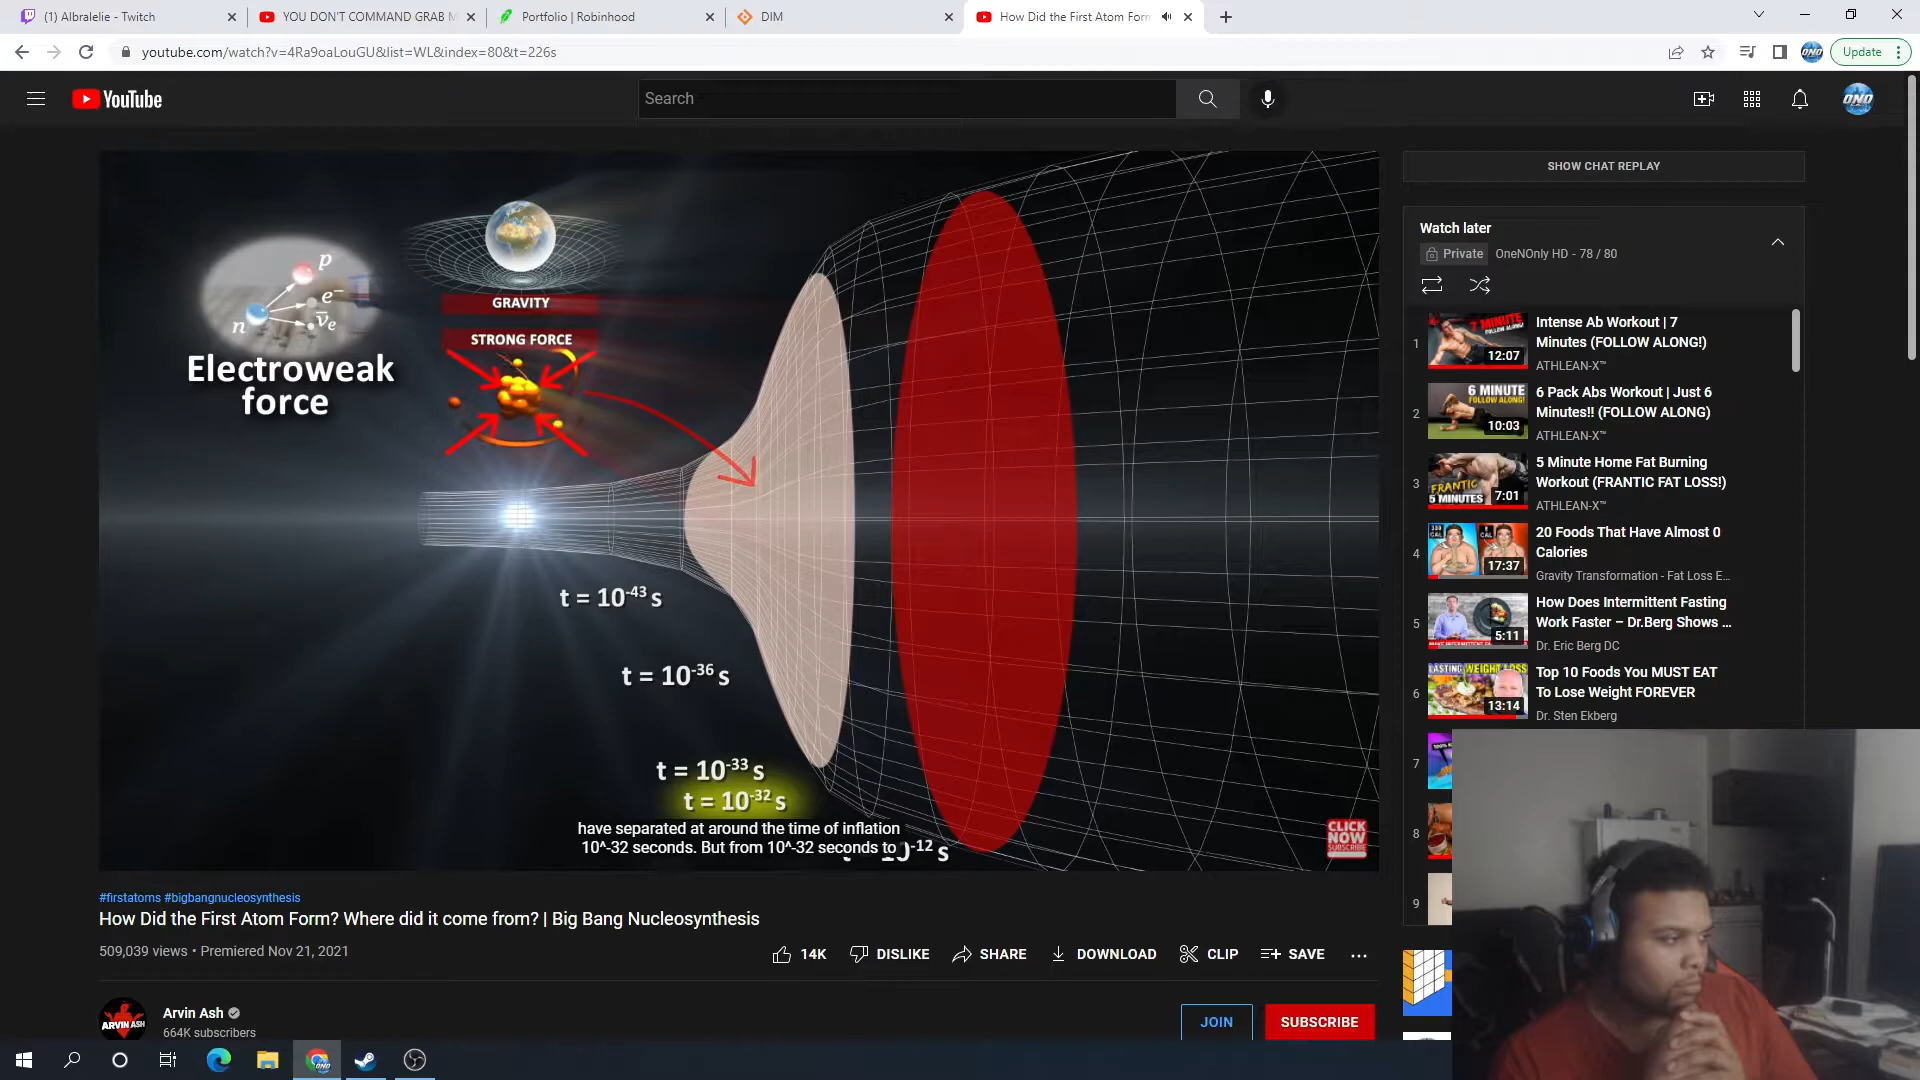 (1) Albralelie - Twitch
YOU DON'T COMMAND GRAB M
Portfolio | Robinhood
DIM
How Did the First Atom Form
youtube.com/watch?v=4Ra9oaLouGU&list=WL&index=80&t=226s
Update
YouTube
Search
ONO
SHOW CHAT REPLAY
Watch later
Private OneNOnly HD - 78 / 80
1
12:07
Intense Ab Workout | 7
Minutes (FOLLOW ALONG!)
ATHLEAN-X™
2
10:03
6 Pack Abs Workout | Just 6
Minutes!! (FOLLOW ALONG)
ATHLEAN-X™
3
7:01
5 Minute Home Fat Burning
Workout (FRANTIC FAT LOSS!)
ATHLEAN-X™
4
17:37
20 Foods That Have Almost 0
Calories
Gravity Transformation - Fat Loss E...
5
5:11
How Does Intermittent Fasting
Work Faster – Dr.Berg Shows ...
Dr. Eric Berg DC
6
13:14
Top 10 Foods You MUST EAT
To Lose Weight FOREVER
Dr. Sten Ekberg
7
8
9
p
e⁻
ν̅e
n
Electroweak
force
GRAVITY
STRONG FORCE
t = 10⁻⁴³ s
t = 10⁻³⁶ s
t = 10⁻³³ s
t = 10⁻³² s
have separated at around the time of inflation
10^-32 seconds. But from 10^-32 seconds to
⁻¹² s
CLICK
NOW
SUBSCRIBE
#firstatoms #bigbangnucleosynthesis
How Did the First Atom Form? Where did it come from? | Big Bang Nucleosynthesis
509,039 views • Premiered Nov 21, 2021
14K
DISLIKE
SHARE
DOWNLOAD
CLIP
SAVE
ARVIN ASH
Arvin Ash
664K subscribers
JOIN
SUBSCRIBE